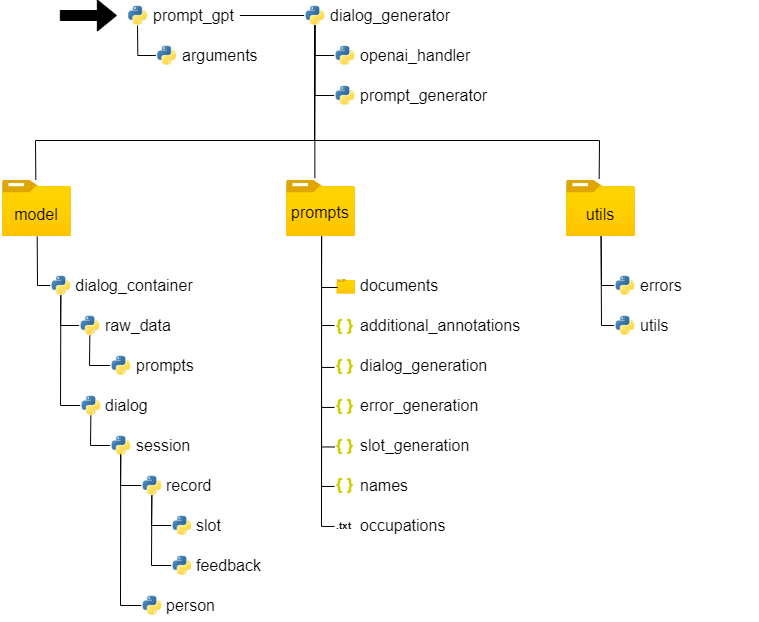 prompt_gpt
dialog_generator
arguments
openai_handler
prompt_generator
model
prompts
utils
dialog_container
raw_data
prompts
dialog
session
record
slot
feedback
person
documents
{ } additional_annotations
{ } dialog_generation
{ } error_generation
{ } slot_generation
{ } names
.txt occupations
errors
utils